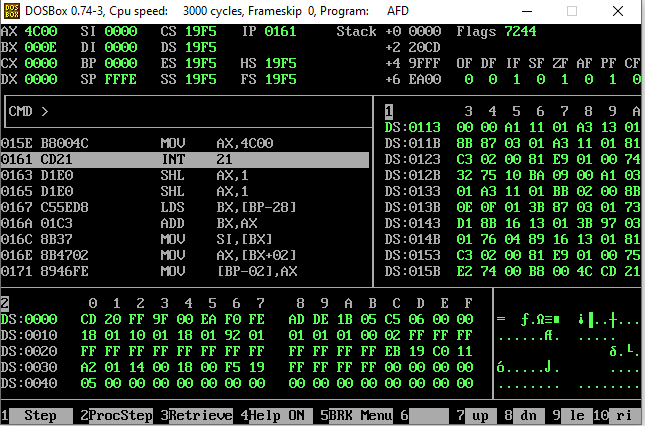 DOSBox 0.74-3, Cpu speed: 3000 cycles, Frameskip 0, Program: AFD
AX 4C00 SI 0000 CS 19F5 IP 0161 Stack +0 0000 Flags 7244
BX 000E DI 0000 DS 19F5 +2 20CD
CX 0000 BP 0000 ES 19F5 HS 19F5 +4 9FFF OF DF IF SF ZF AF PF CF
DX 0000 SP FFFE SS 19F5 FS 19F5 +6 EA00 0 0 1 0 1 0 1 0
CMD >
1 3 4 5 6 7 8 9 A
DS:0113 00 00 A1 11 01 A3 13 01
015E B8004C MOV AX,4C00 DS:011B 8B 87 03 01 A3 11 01 81
0161 CD21 INT 21 DS:0123 C3 02 00 81 E9 01 00 74
0163 D1E0 SHL AX,1 DS:012B 32 75 10 BA 09 00 A1 03
0165 D1E0 SHL AX,1 DS:0133 01 A3 11 01 BB 02 00 8B
0167 C55ED8 LDS BX,[BP-28] DS:013B 0E 0F 01 3B 87 03 01 73
016A 01C3 ADD BX,AX DS:0143 D1 8B 16 13 01 3B 97 03
016C 8B37 MOV SI,[BX] DS:014B 01 76 04 89 16 13 01 81
016E 8B4702 MOV AX,[BX+02] DS:0153 C3 02 00 81 E9 01 00 75
0171 8946FE MOV [BP-02],AX DS:015B E2 74 00 B8 00 4C CD 21
2 0 1 2 3 4 5 6 7 8 9 A B C D E F
DS:0000 CD 20 FF 9F 00 EA F0 FE AD DE 1B 05 C5 06 00 00 = ƒ.Ω≡■ ¡▐..┼...
DS:0010 18 01 10 01 18 01 92 01 01 01 01 00 02 FF FF FF ......Æ. ....
DS:0020 FF FF FF FF FF FF FF FF FF FF FF FF EB 19 C0 11 δ.└.
DS:0030 A2 01 14 00 18 00 F5 19 FF FF FF FF 00 00 00 00 ó.....⌡. ....
DS:0040 05 00 00 00 00 00 00 00 00 00 00 00 00 00 00 00 ........ ........
1 Step 2 ProcStep 3 Retrieve 4 Help ON 5 BRK Menu 6 7 up 8 dn 9 le 10 ri